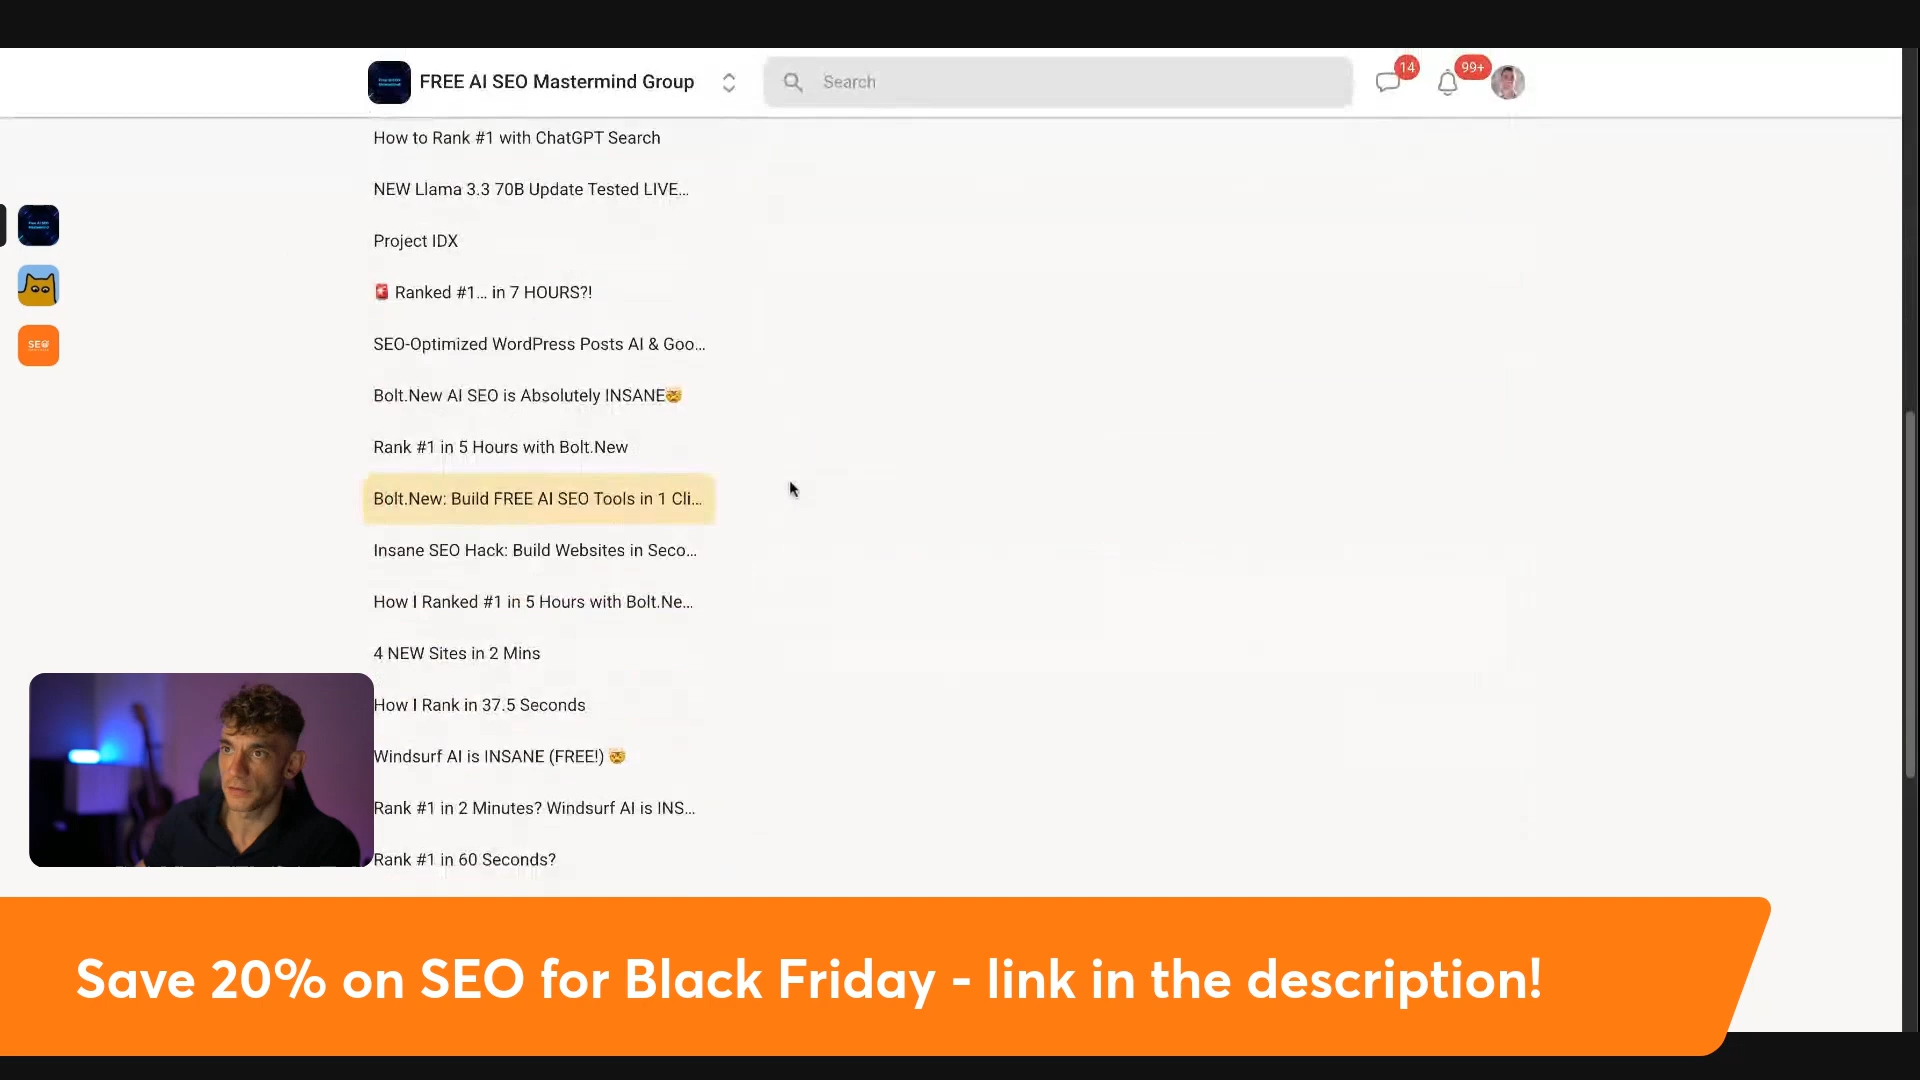 FREE AI SEO Mastermind Group
Search
14
99+
How to Rank #1 with ChatGPT Search
NEW Llama 3.3 70B Update Tested LIVE...
Project IDX
🚨 Ranked #1... in 7 HOURS?!
SEO-Optimized WordPress Posts AI & Goo...
Bolt.New AI SEO is Absolutely INSANE🤯
Rank #1 in 5 Hours with Bolt.New
Bolt.New: Build FREE AI SEO Tools in 1 Cli...
Insane SEO Hack: Build Websites in Seco...
How I Ranked #1 in 5 Hours with Bolt.Ne...
4 NEW Sites in 2 Mins
How I Rank in 37.5 Seconds
Windsurf AI is INSANE (FREE!) 🤯
Rank #1 in 2 Minutes? Windsurf AI is INS...
Rank #1 in 60 Seconds?
SEO
Save 20% on SEO for Black Friday - link in the description!